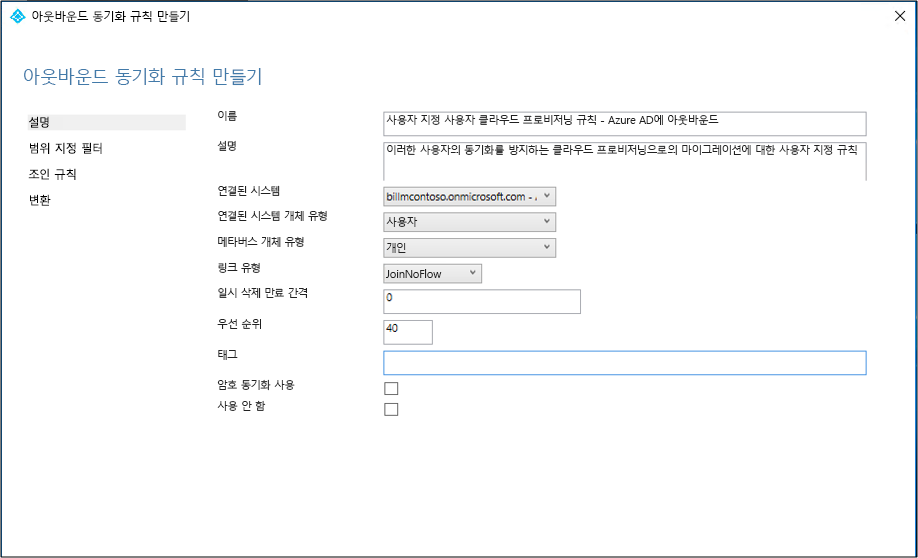 아웃바운드 동기화 규칙 만들기
아웃바운드 동기화 규칙 만들기
설명
범위 지정 필터
조인 규칙
변환
이름
사용자 지정 사용자 클라우드 프로비저닝 규칙 - Azure AD에 아웃바운드
설명
이러한 사용자의 동기화를 방지하는 클라우드 프로비저닝으로의 마이그레이션에 대한 사용자 지정 규칙
연결된 시스템
billmcontoso.onmicrosoft.com -
연결된 시스템 개체 유형
사용자
메타버스 개체 유형
개인
링크 유형
JoinNoFlow
일시 삭제 만료 간격
0
우선 순위
40
태그
암호 동기화 사용
사용 안 함